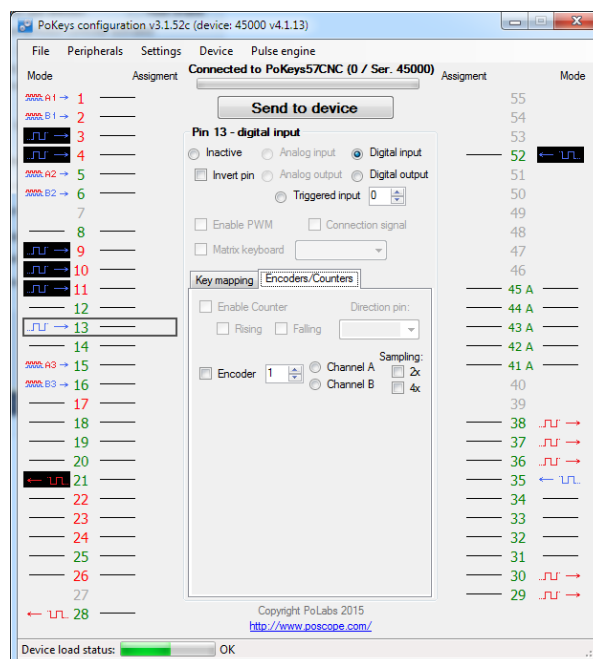 PoKeys configuration v3.1.52c (device: 45000 v4.1.13)
File Peripherals Settings Device Pulse engine
Mode Assigment Connected to PoKeys57CNC (0 / Ser. 45000) Assigment Mode
Send to device
Pin 13 - digital input
Inactive Analog input Digital input
Invert pin Analog output Digital output
Triggered input 0
Enable PWM Connection signal
Matrix keyboard
Key mapping Encoders/Counters
Enable Counter Direction pin:
Rising Falling
Encoder 1 Channel A Channel B Sampling: 2x 4x
A1 1
B1 2
3
4
A2 5
B2 6
7
8
9
10
11
12
13
14
A3 15
B3 16
17
18
19
20
21
22
23
24
25
26
27
28
55
54
53
52
51
50
49
48
47
46
45 A
44 A
43 A
42 A
41 A
40
39
38
37
36
35
34
33
32
31
30
29
Copyright PoLabs 2015
http://www.poscope.com/
Device load status: OK